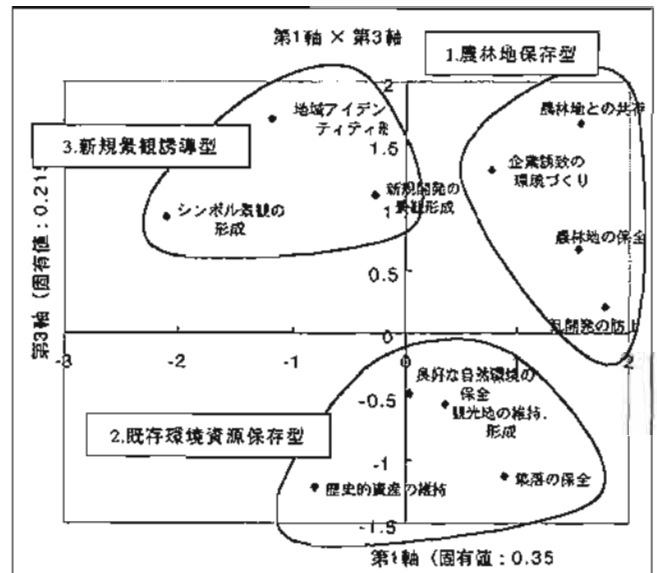 第1軸 × 第3軸
1.農林地保存型
3.新規景観誘導型
2.既存環境資源保存型
地域アイデン
ティティ形
農林地との共存
企業誘致の
環境づくり
新規開発の
景観形成
シンボル景観の
形成
農林地の保全
乱開発の防止
良好な自然環境の
保全
観光地の維持.
形成
集落の保全
歴史的資産の維持
2
1.5
1
0.5
0
-0.5
-1
-1.5
-3
-2
-1
0
2
第3軸 (固有値:0.215
第1軸 (固有値:0.35